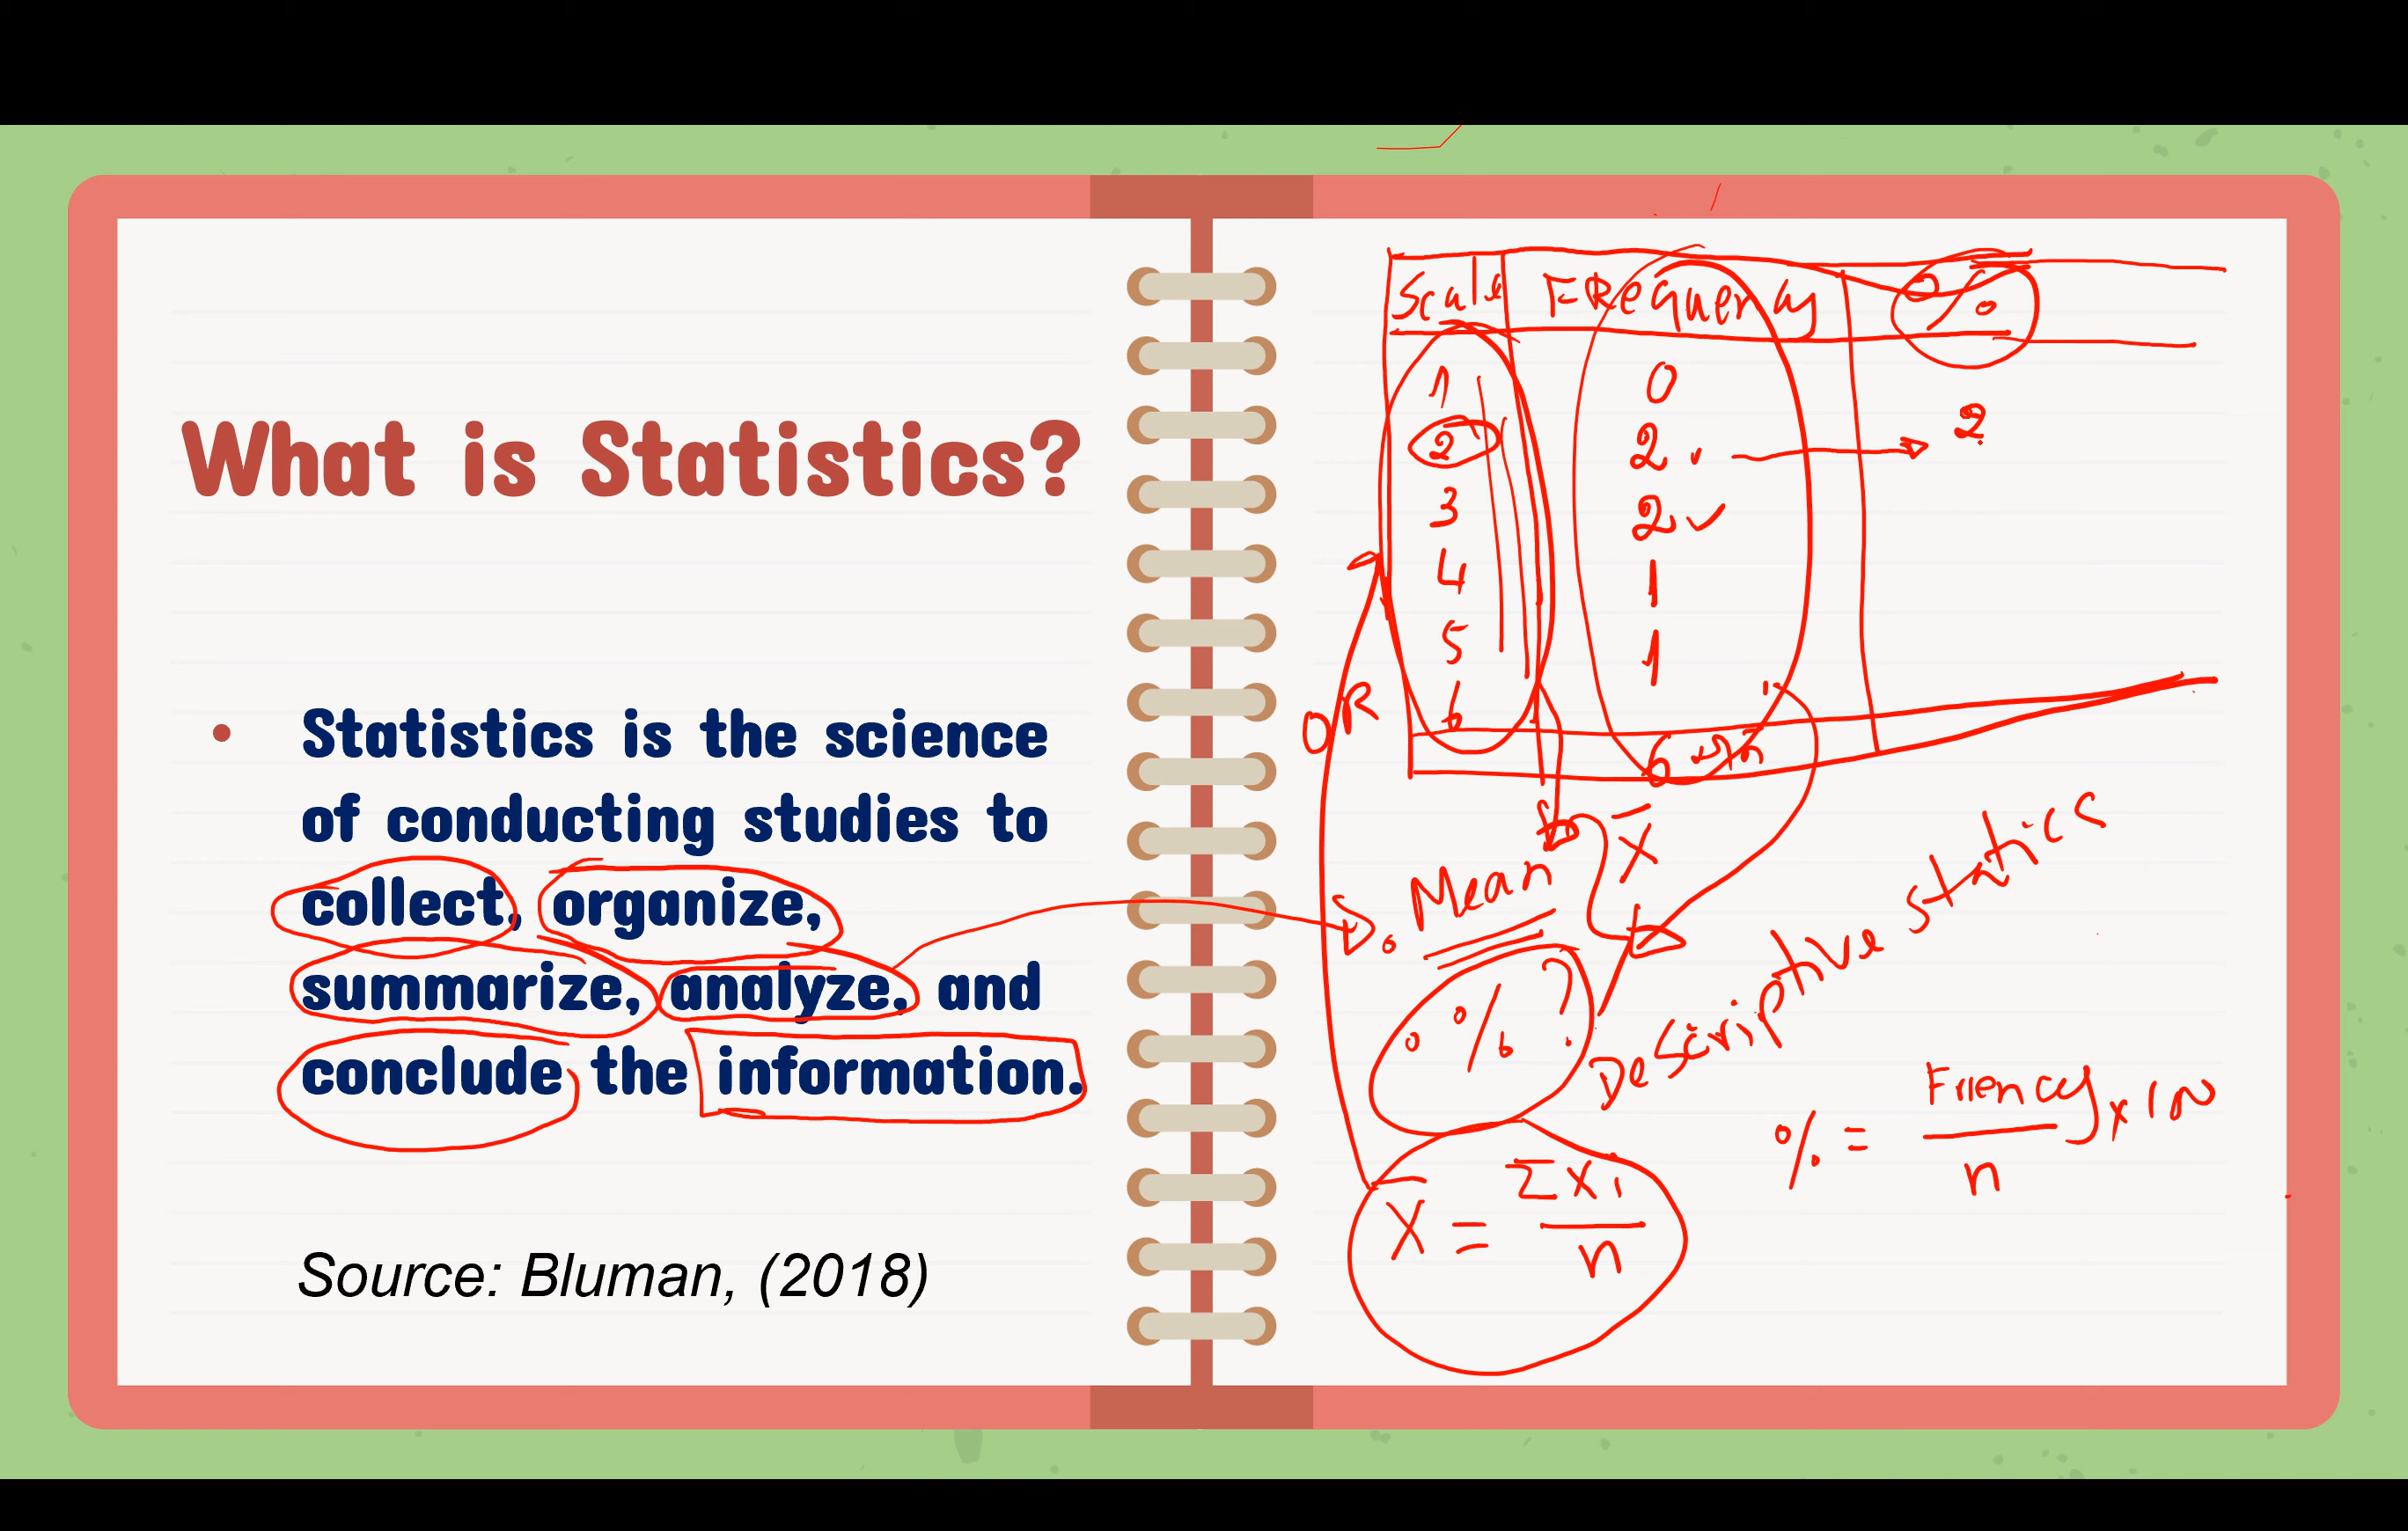 What is Statistics?
• Statistics is the science
of conducting studies to
collect, organize,
summarize, analyze, and
conclude the information.
Source: Bluman, (2018)
Scale Frequency %
1 0
2 2 2
3 2
4 1
5 1
6
6 → n
OR
• Mean x̄
• % ?
Descriptive statics
x̄ = Σxi / n
% = / n